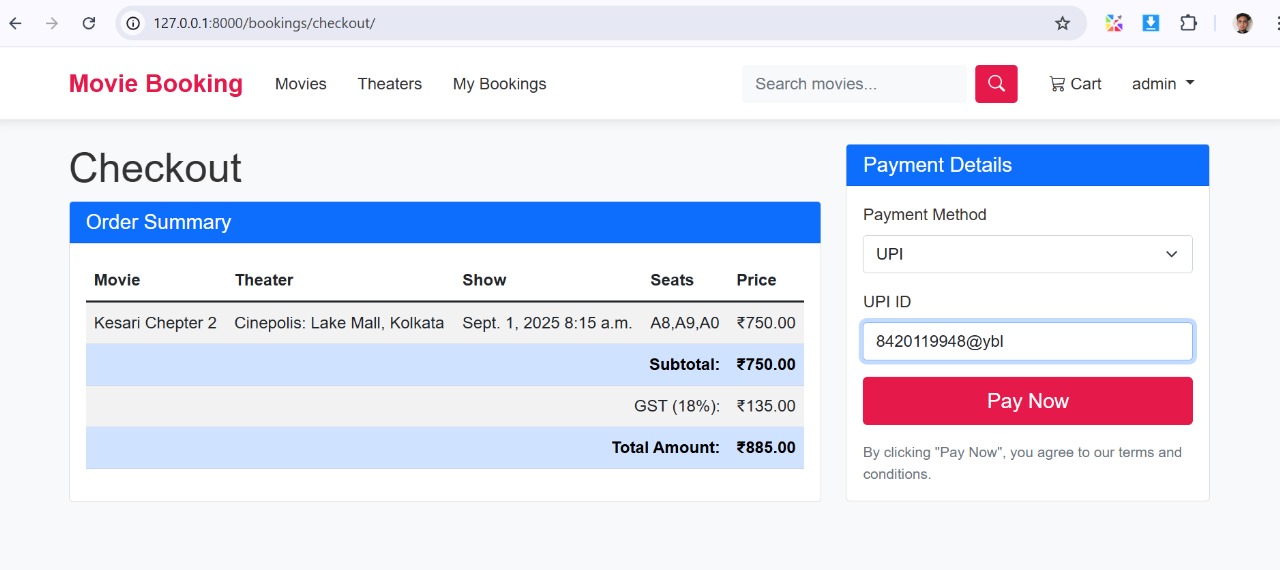 127.0.0.1:8000/bookings/checkout/
Movie Booking Movies Theaters My Bookings Search movies... Cart admin
Checkout
Order Summary
Movie Theater Show Seats Price
Kesari Chepter 2 Cinepolis: Lake Mall, Kolkata Sept. 1, 2025 8:15 a.m. A8,A9,A0 ₹750.00
Subtotal: ₹750.00
GST (18%): ₹135.00
Total Amount: ₹885.00
Payment Details
Payment Method
UPI
UPI ID
8420119948@ybl
Pay Now
By clicking "Pay Now", you agree to our terms and
conditions.